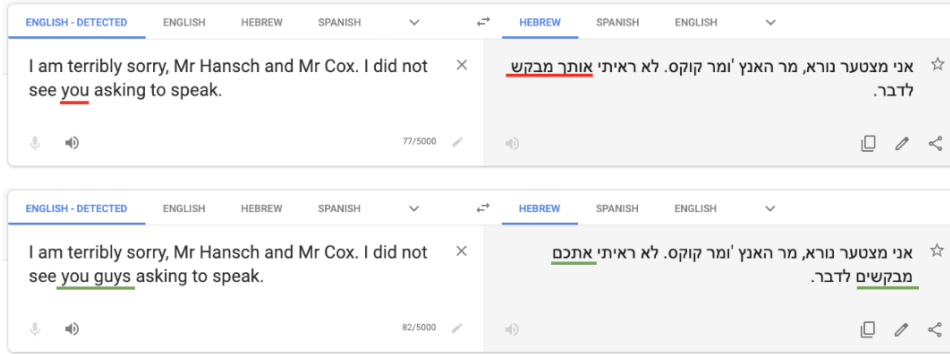 ENGLISH - DETECTED ENGLISH HEBREW SPANISH HEBREW SPANISH ENGLISH
I am terribly sorry, Mr Hansch and Mr Cox. I did not
see you asking to speak.
אני מצטער נורא, מר האנץ 'ומר קוקס. לא ראיתי אותך מבקש
לדבר.
77/5000
ENGLISH - DETECTED ENGLISH HEBREW SPANISH HEBREW SPANISH ENGLISH
I am terribly sorry, Mr Hansch and Mr Cox. I did not
see you guys asking to speak.
אני מצטער נורא, מר האנץ 'ומר קוקס. לא ראיתי אתכם
מבקשים לדבר.
82/5000